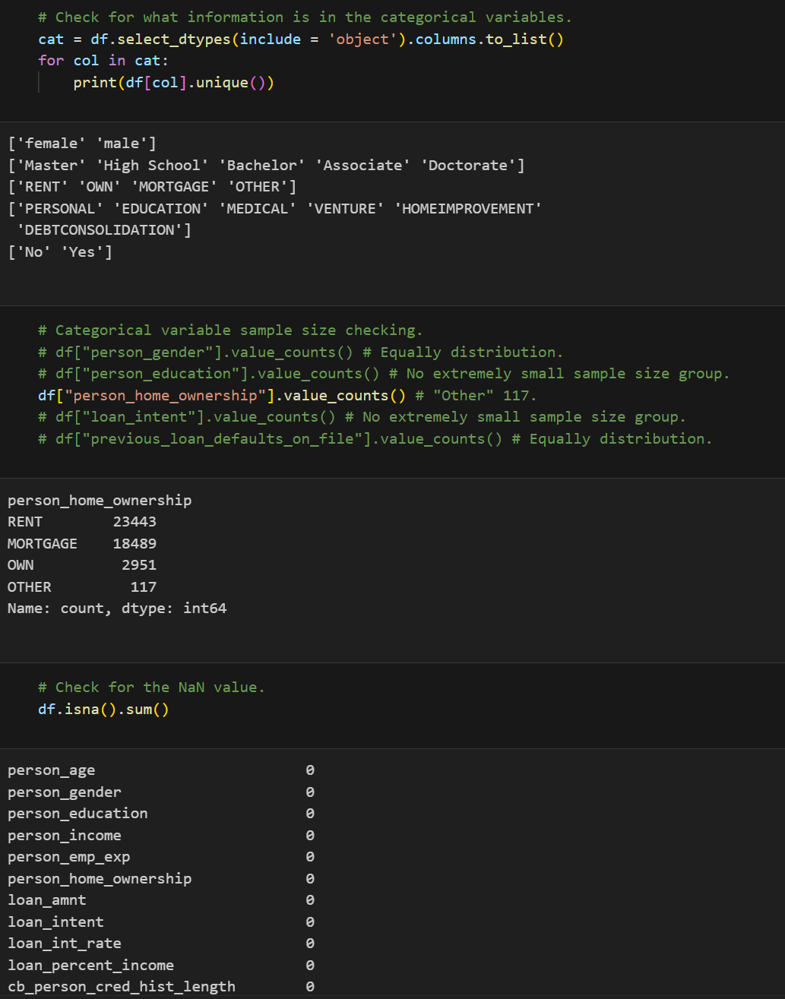 # Check for what information is in the categorical variables.
cat = df.select_dtypes(include = 'object').columns.to_list()
for col in cat:
    print(df[col].unique())
['female' 'male']
['Master' 'High School' 'Bachelor' 'Associate' 'Doctorate']
['RENT' 'OWN' 'MORTGAGE' 'OTHER']
['PERSONAL' 'EDUCATION' 'MEDICAL' 'VENTURE' 'HOMEIMPROVEMENT'
 'DEBTCONSOLIDATION']
['No' 'Yes']
# Categorical variable sample size checking.
# df["person_gender"].value_counts() # Equally distribution.
# df["person_education"].value_counts() # No extremely small sample size group.
df["person_home_ownership"].value_counts() # "Other" 117.
# df["loan_intent"].value_counts() # No extremely small sample size group.
# df["previous_loan_defaults_on_file"].value_counts() # Equally distribution.
person_home_ownership
RENT        23443
MORTGAGE    18489
OWN          2951
OTHER         117
Name: count, dtype: int64
# Check for the NaN value.
df.isna().sum()
person_age                        0
person_gender                     0
person_education                  0
person_income                     0
person_emp_exp                    0
person_home_ownership             0
loan_amnt                         0
loan_intent                       0
loan_int_rate                     0
loan_percent_income               0
cb_person_cred_hist_length        0